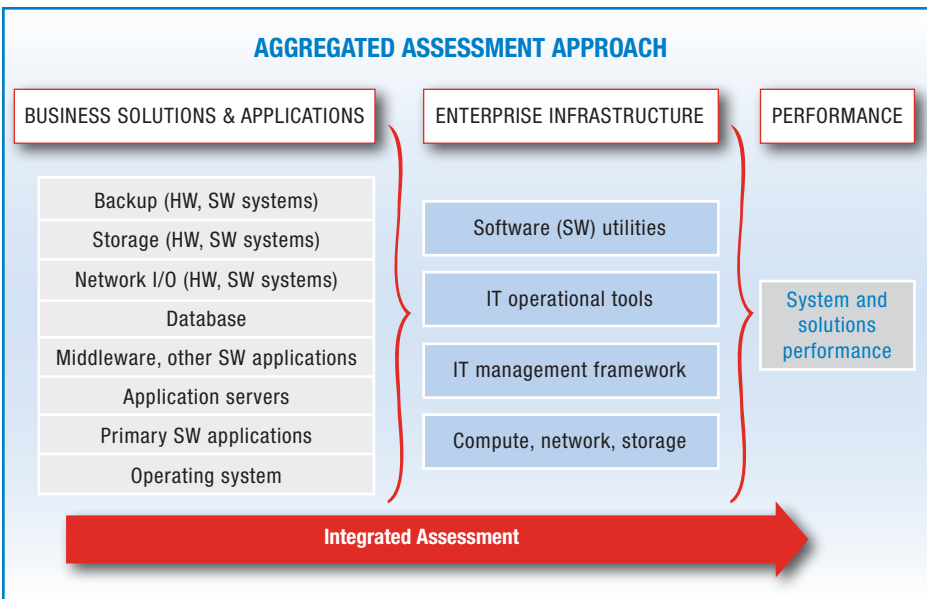 AGGREGATED ASSESSMENT APPROACH
BUSINESS SOLUTIONS & APPLICATIONS
Backup (HW, SW systems)
Storage (HW, SW systems)
Network I/O (HW, SW systems)
Database
Middleware, other SW applications
Application servers
Primary SW applications
Operating system
ENTERPRISE INFRASTRUCTURE
Software (SW) utilities
IT operational tools
IT management framework
Compute, network, storage
PERFORMANCE
System and
solutions
performance
Integrated Assessment